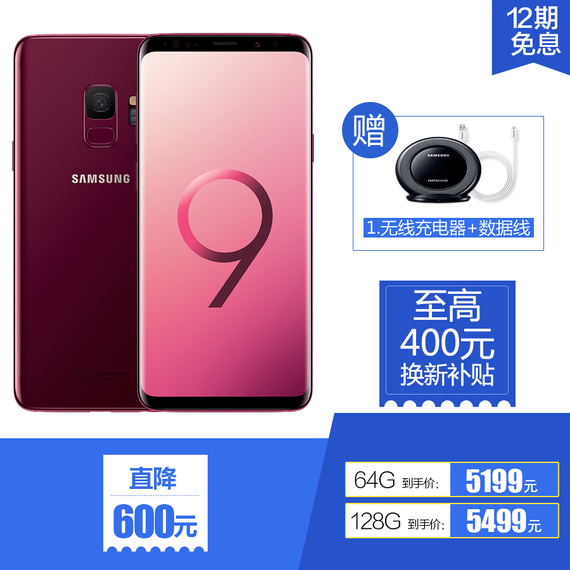 12期
免息
SAMSUNG
9
赠
SAMSUNG
1.无线充电器+数据线
至高
400元
换新补贴
直降
600元
64G 到手价: 5199元
128G 到手价: 5499元